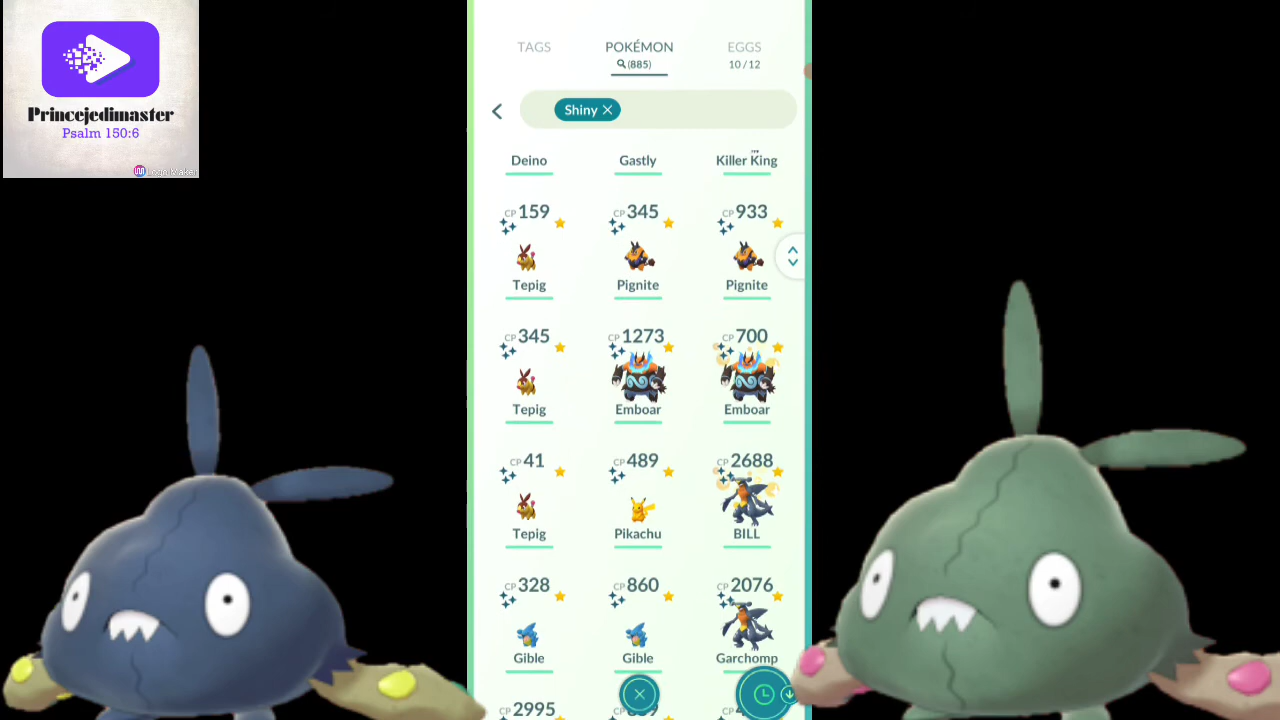 Princejedimaster
Psalm 150:6
Logo Maker
TAGS
POKÉMON
(885)
EGGS
10 / 12
Shiny ×
Deino
Gastly
Killer King
CP 159
CP 345
CP 933
Tepig
Pignite
Pignite
CP 345
CP 1273
CP 700
Tepig
Emboar
Emboar
CP 41
CP 489
CP 2688
Tepig
Pikachu
BILL
CP 328
CP 860
CP 2076
Gible
Gible
Garchomp
2995